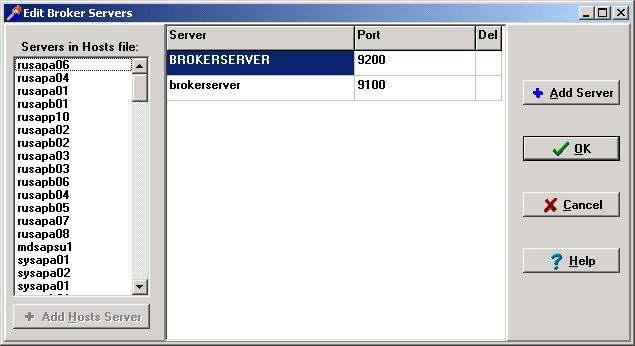 Edit Broker Servers
Servers in Hosts file:
rusapa06
rusapa04
rusapa01
rusapb01
rusapp10
rusapa02
rusapb02
rusapa03
rusapb03
rusapb06
rusapb04
rusapb05
rusapa07
rusapa08
mdsapsu1
sysapa01
sysapa02
sysapa01
Add Hosts Server
Server Port Del
BROKERSERVER 9200
brokerserver 9100
Add Server
OK
Cancel
Help